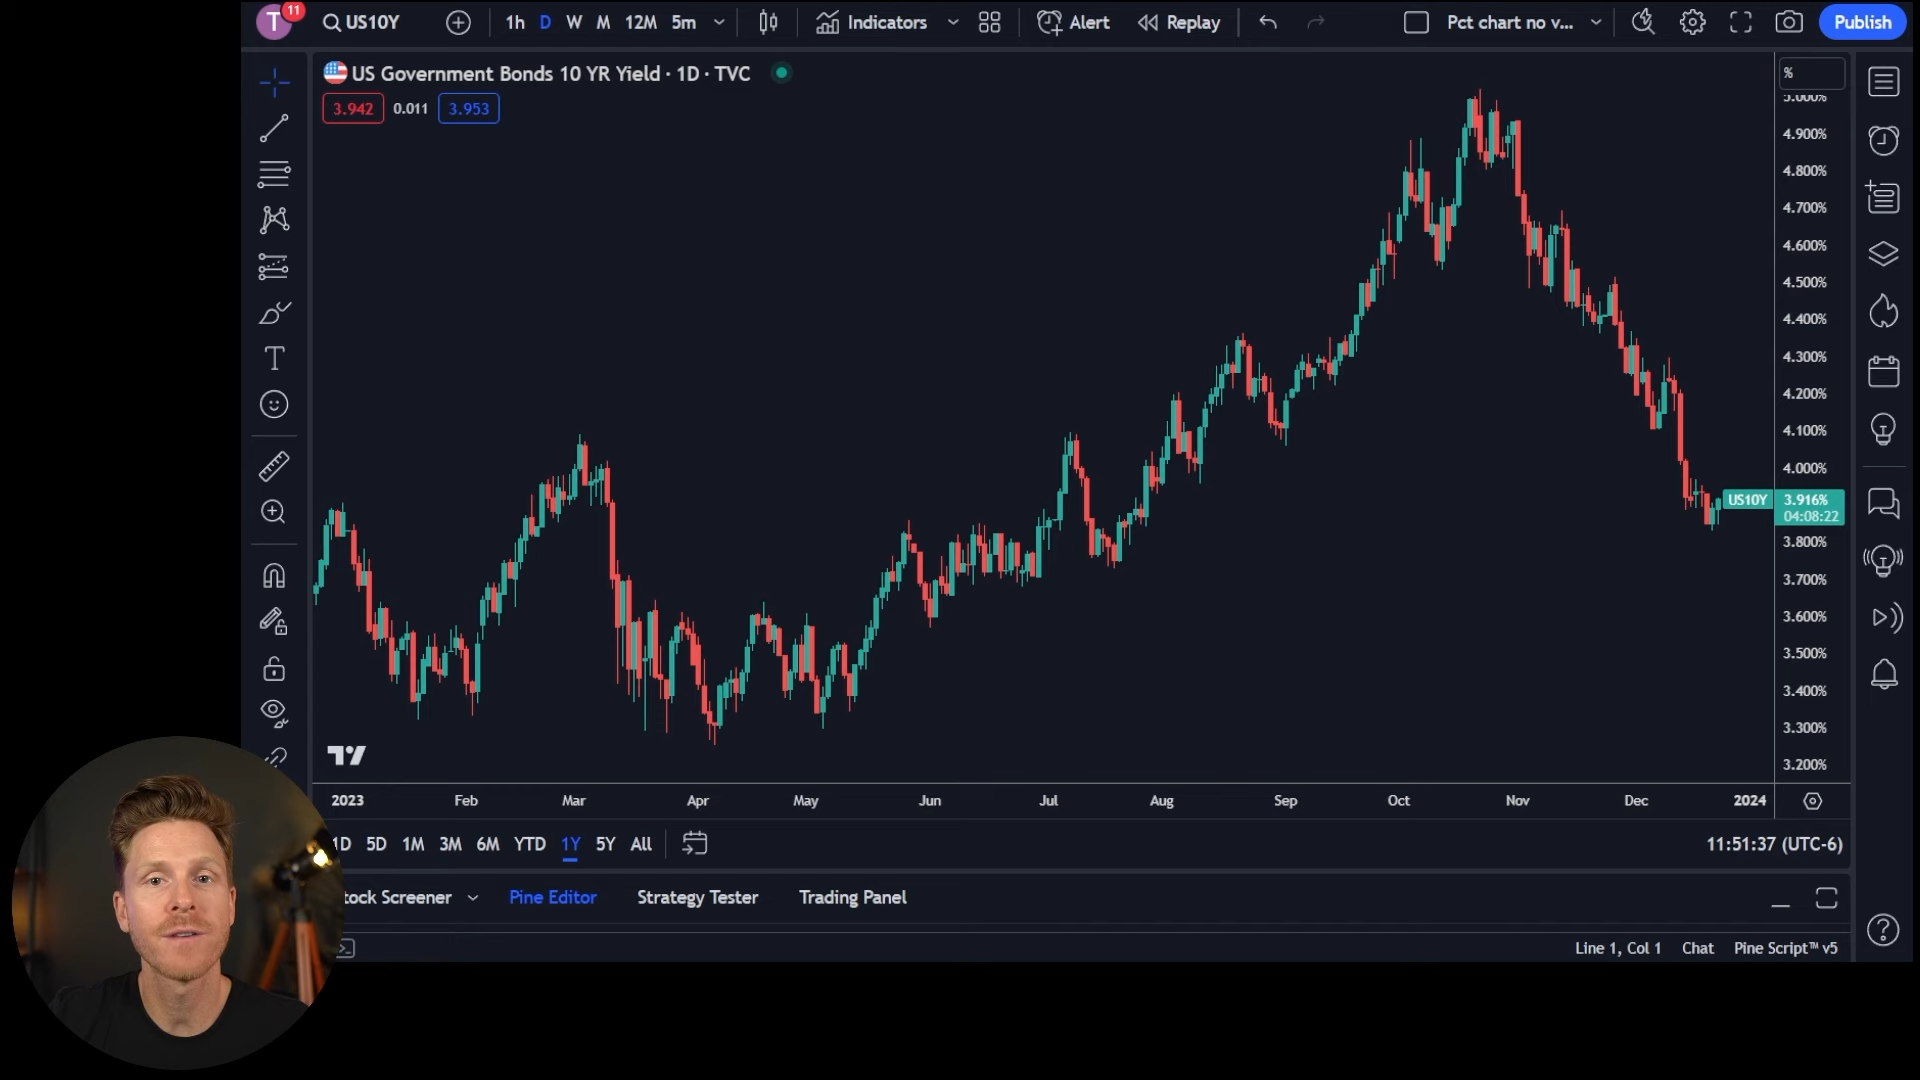 T 11 US10Y 1h D W M 12M 5m Indicators Alert Replay Pct chart no v... Publish
US Government Bonds 10 YR Yield · 1D · TVC
3.942 0.011 3.953
%
5.000%
4.900%
4.800%
4.700%
4.600%
4.500%
4.400%
4.300%
4.200%
4.100%
4.000%
US10Y 3.916%
04:08:22
3.800%
3.700%
3.600%
3.500%
3.400%
3.300%
3.200%
2023 Feb Mar Apr May Jun Jul Aug Sep Oct Nov Dec 2024
1D 5D 1M 3M 6M YTD 1Y 5Y All 11:51:37 (UTC-6)
tock Screener Pine Editor Strategy Tester Trading Panel
Line 1, Col 1 Chat Pine Script™ v5